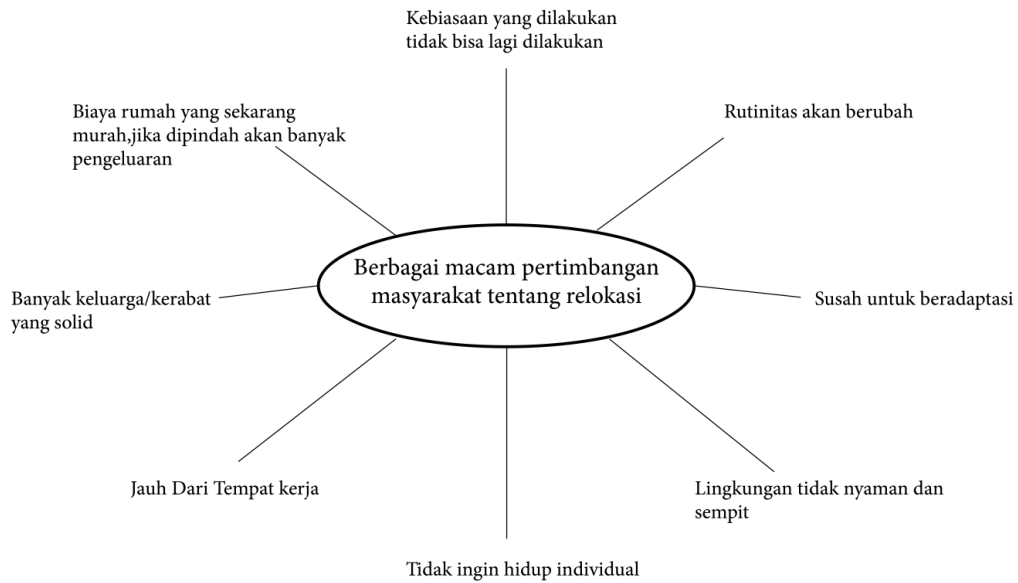 Kebiasaan yang dilakukan
tidak bisa lagi dilakukan
Biaya rumah yang sekarang
murah,jika dipindah akan banyak
pengeluaran
Rutinitas akan berubah
Berbagai macam pertimbangan
masyarakat tentang relokasi
Banyak keluarga/kerabat
yang solid
Susah untuk beradaptasi
Jauh Dari Tempat kerja
Lingkungan tidak nyaman dan
sempit
Tidak ingin hidup individual